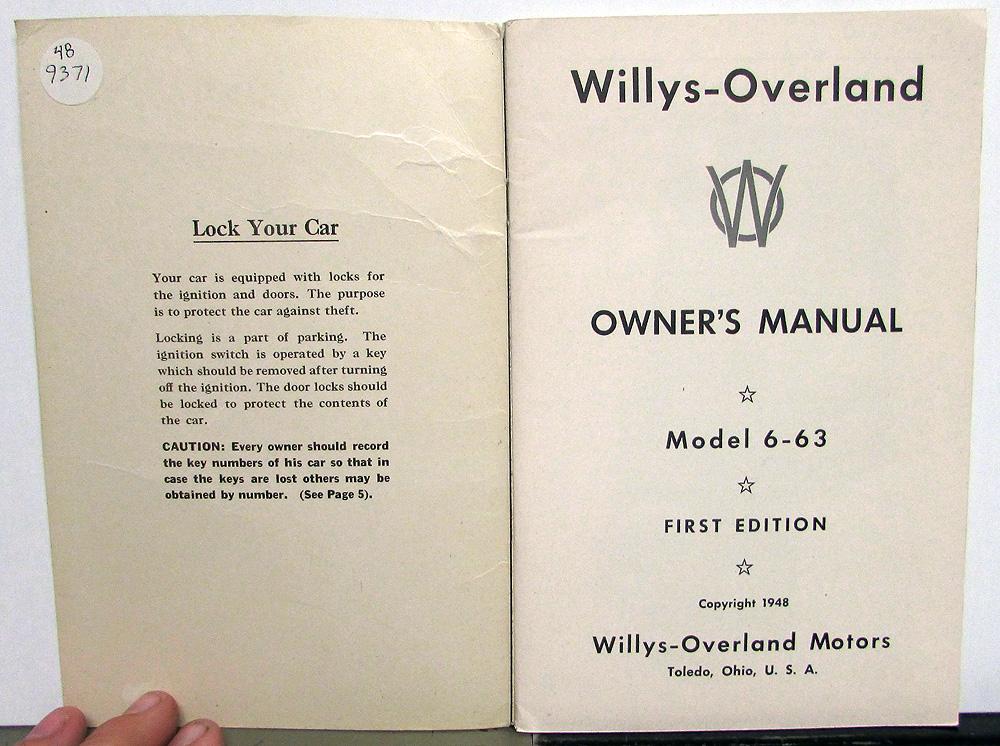 48
9371
Lock Your Car
Your car is equipped with locks for
the ignition and doors. The purpose
is to protect the car against theft.
Locking is a part of parking. The
ignition switch is operated by a key
which should be removed after turning
off the ignition. The door locks should
be locked to protect the contents of
the car.
CAUTION: Every owner should record
the key numbers of his car so that in
case the keys are lost others may be
obtained by number. (See Page 5).
Willys-Overland
W
OWNER'S MANUAL
Model 6-63
FIRST EDITION
Copyright 1948
Willys-Overland Motors
Toledo, Ohio, U. S. A.